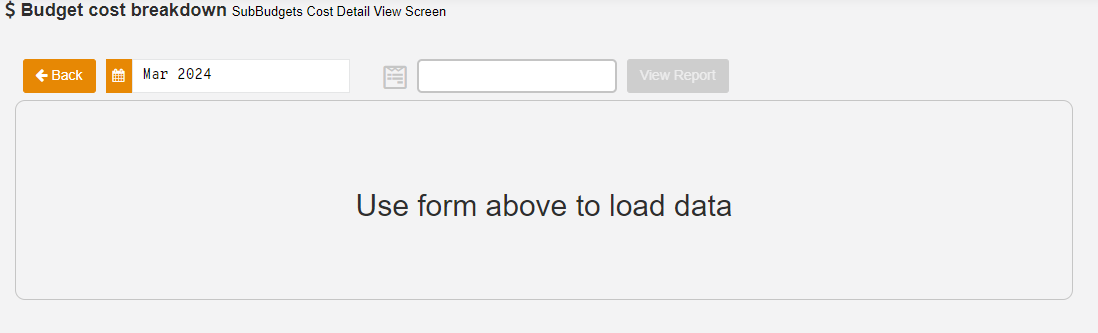 $ Budget cost breakdown SubBudgets Cost Detail View Screen
Back Mar 2024 View Report
Use form above to load data